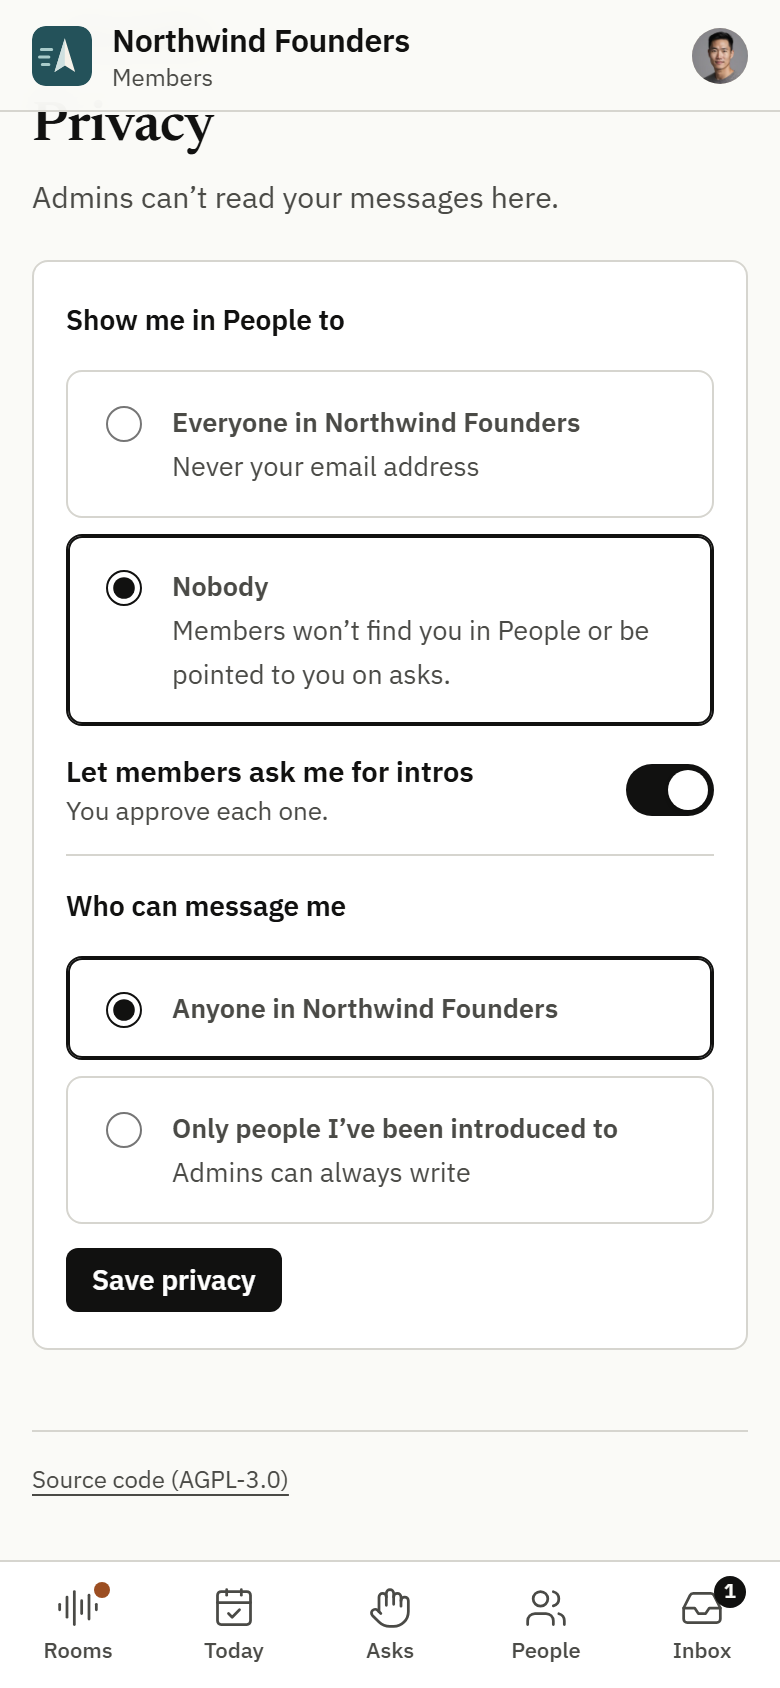 Northwind Founders
Members
Privacy
Admins can’t read your messages here.
Show me in People to
Everyone in Northwind Founders
Never your email address
Nobody
Members won’t find you in People or be
pointed to you on asks.
Let members ask me for intros
You approve each one.
Who can message me
Anyone in Northwind Founders
Only people I’ve been introduced to
Admins can always write
Save privacy
Source code (AGPL-3.0)
1
Rooms
Today
Asks
People
Inbox